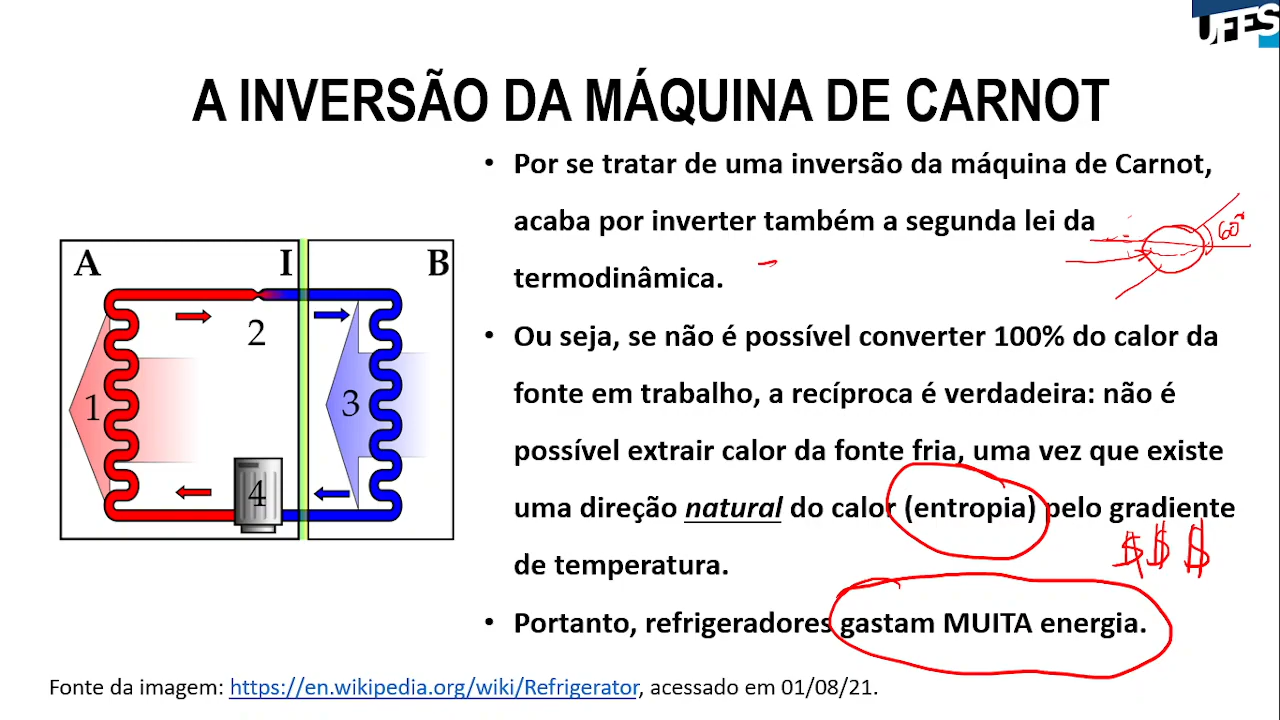 UFES
A INVERSÃO DA MÁQUINA DE CARNOT
• Por se tratar de uma inversão da máquina de Carnot,
acaba por inverter também a segunda lei da
termodinâmica.
60°
• Ou seja, se não é possível converter 100% do calor da
fonte em trabalho, a recíproca é verdadeira: não é
possível extrair calor da fonte fria, uma vez que existe
uma direção natural do calor (entropia) pelo gradiente
de temperatura.
$ $ $
• Portanto, refrigeradores gastam MUITA energia.
A I B
2
1 3
4
Fonte da imagem: https://en.wikipedia.org/wiki/Refrigerator, acessado em 01/08/21.